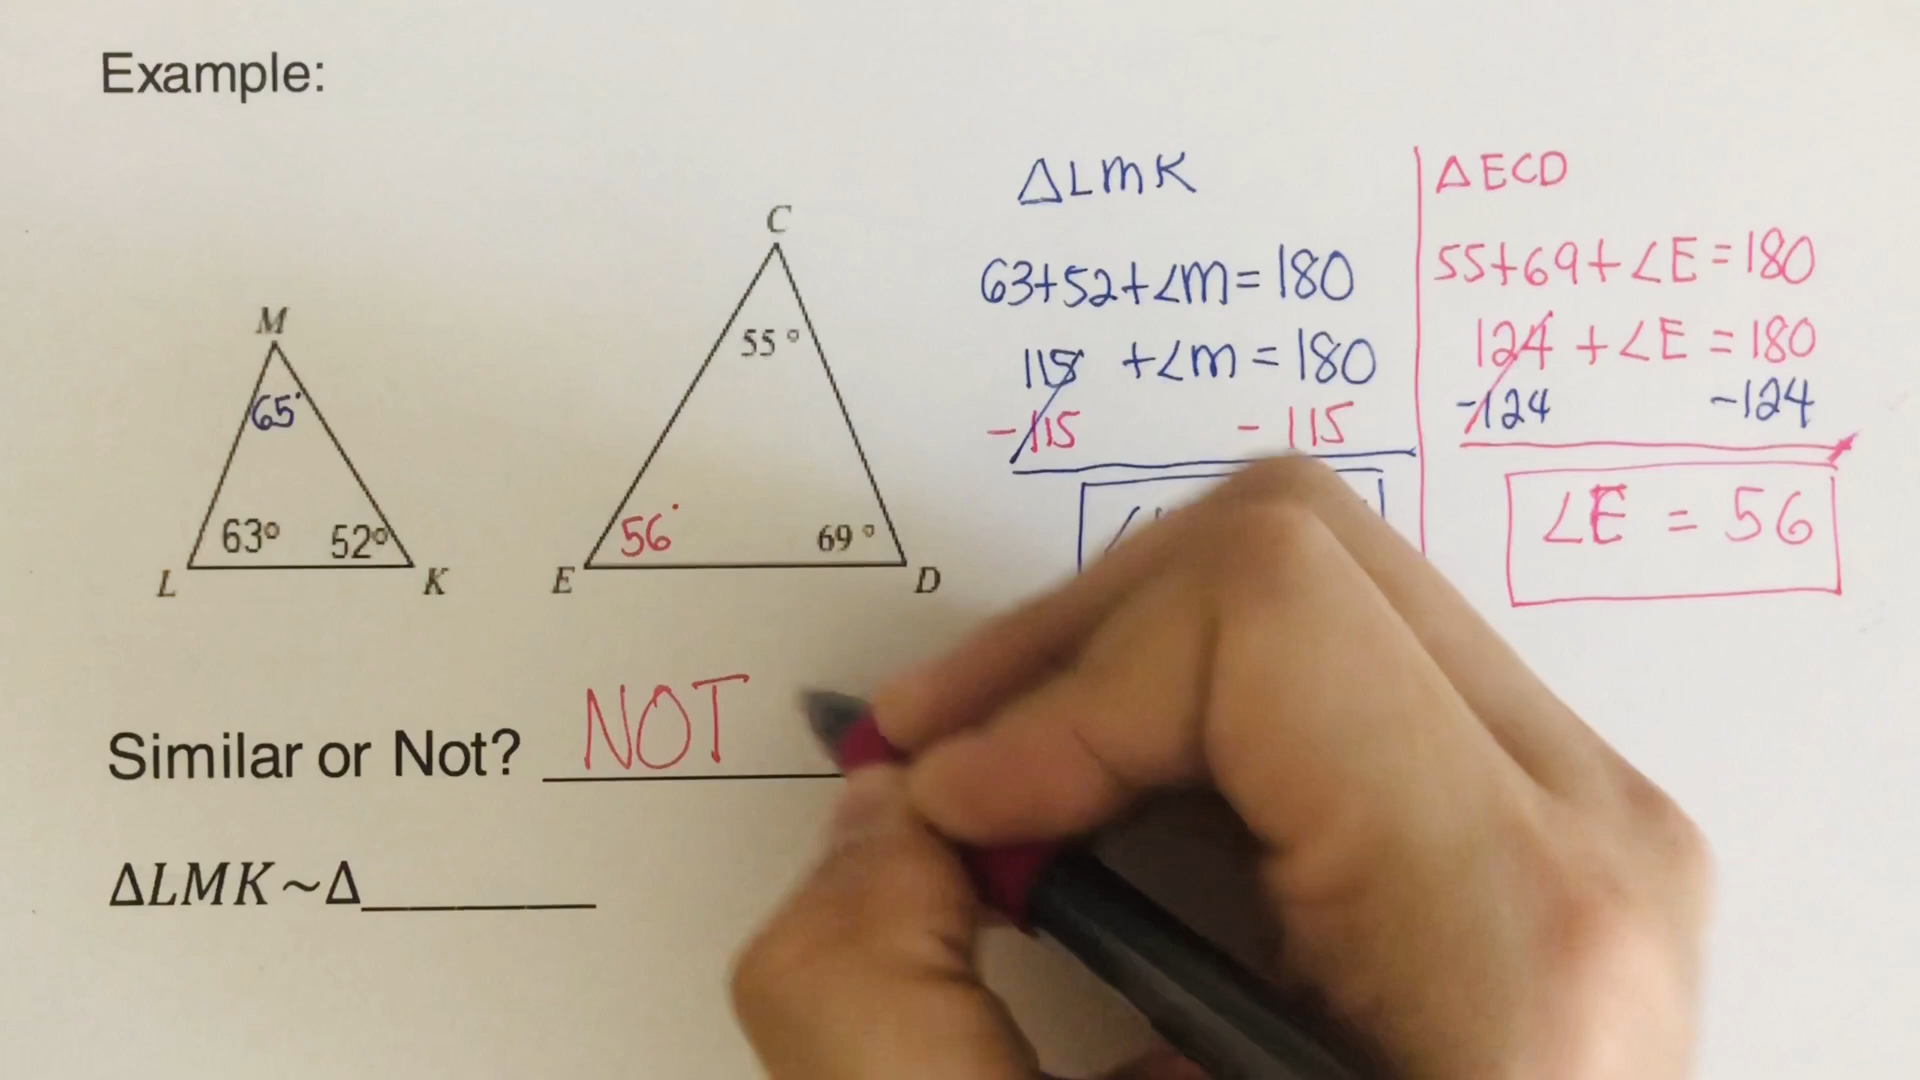 Example:
M
65°
63° 52°
L K
C
55°
56° 69°
E D
ΔLMK
63+52+∠M=180
115 +∠M=180
-115 -115
∠
ΔECD
55+69+∠E=180
124+∠E=180
-124 -124
∠E=56
Similar or Not? NOT
ΔLMK~Δ